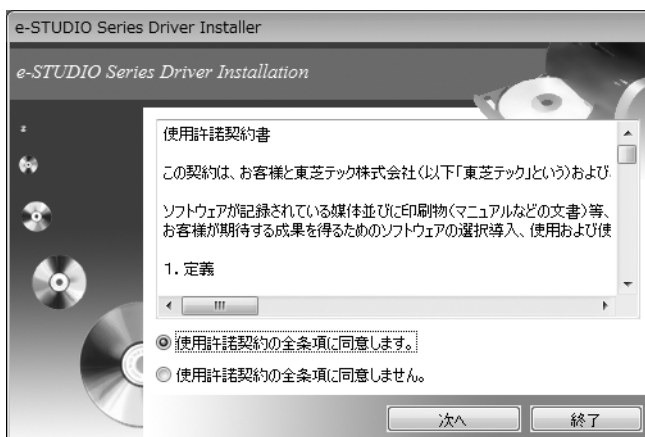 e-STUDIO Series Driver Installer
e-STUDIO Series Driver Installation
使用許諾契約書
この契約は、お客様と東芝テック株式会社(以下「東芝テック」という)および
ソフトウェアが記録されている媒体並びに印刷物(マニュアルなどの文書)等、
お客様が期待する成果を得るためのソフトウェアの選択導入、使用および使
1. 定義
使用許諾契約の全条項に同意します。
使用許諾契約の全条項に同意しません。
次へ
終了